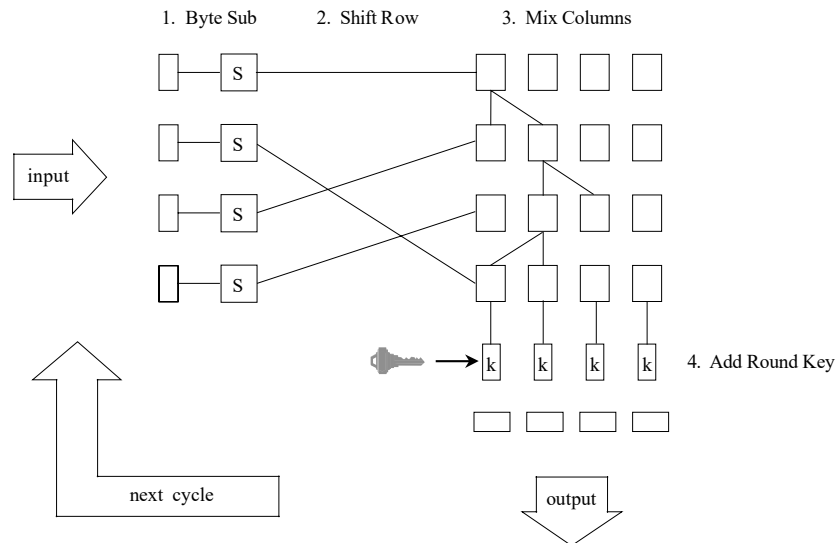 1. Byte Sub 2. Shift Row 3. Mix Columns
S
S
input
S
S
k k k k 4. Add Round Key
next cycle output